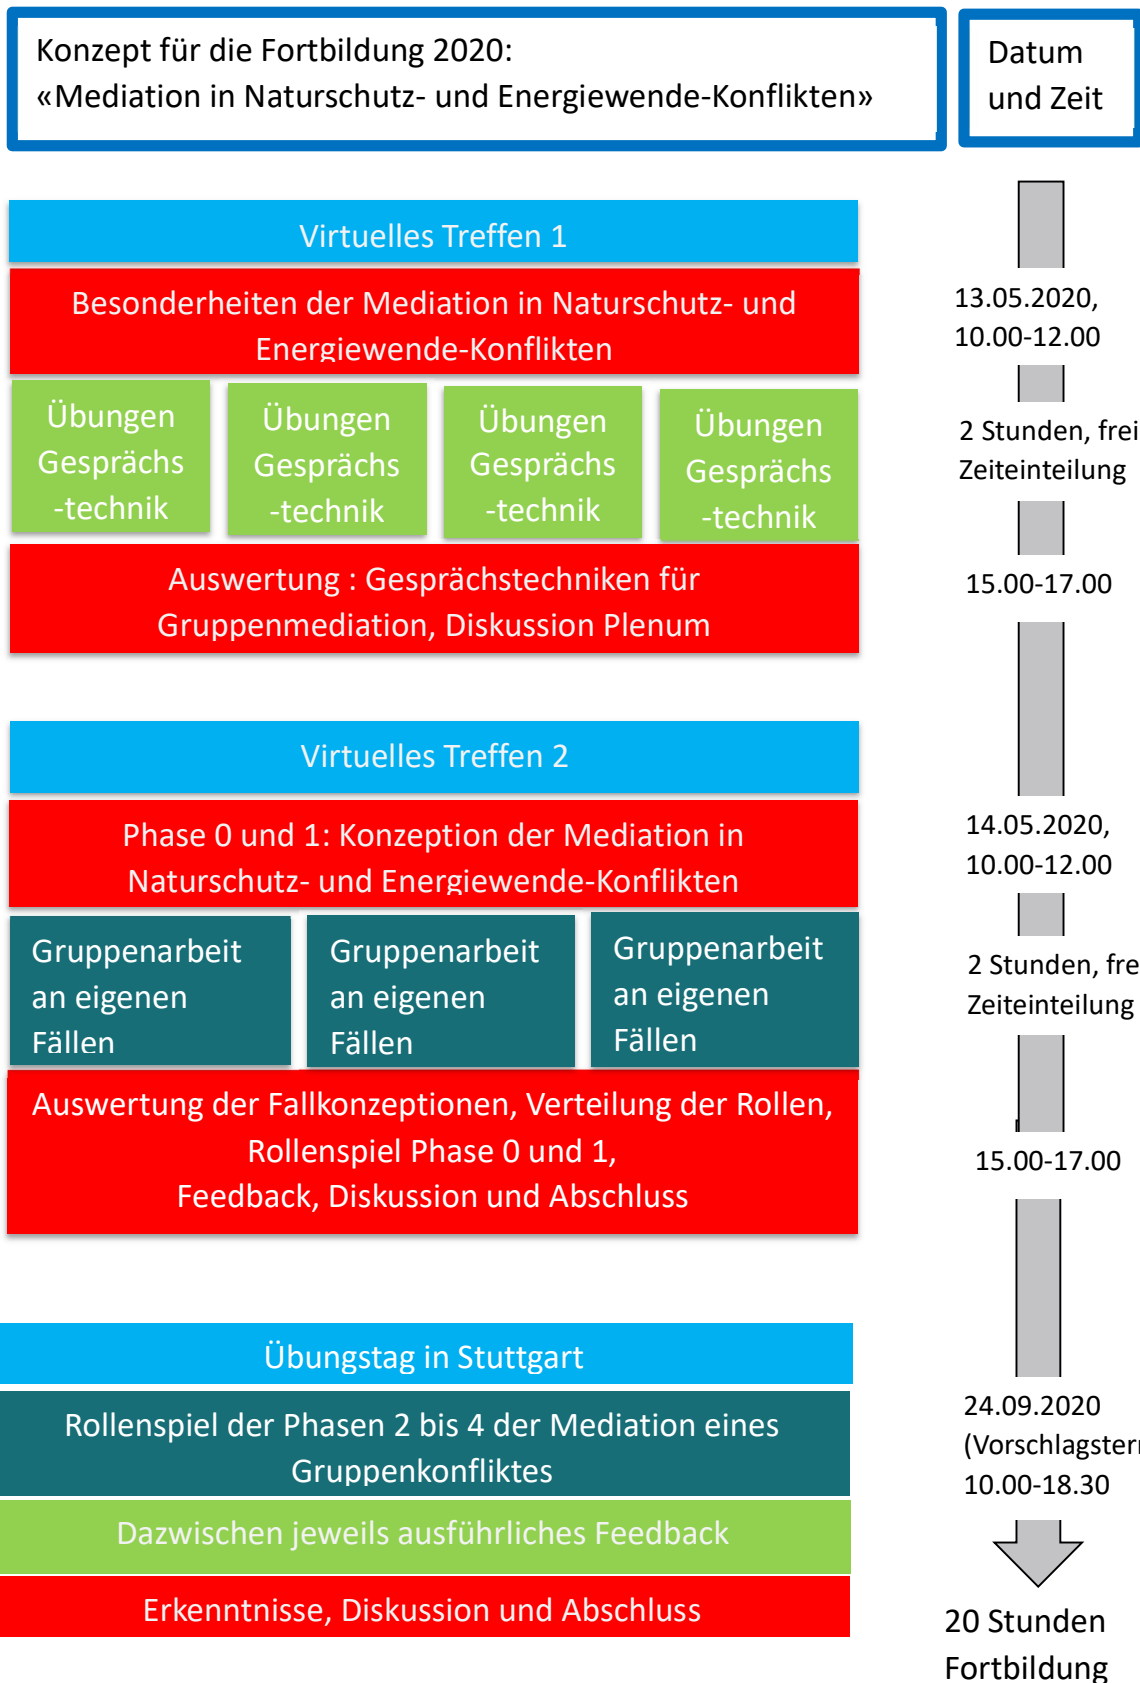 Konzept für die Fortbildung 2020:
«Mediation in Naturschutz- und Energiewende-Konflikten»
Datum
und Zeit
Virtuelles Treffen 1
Besonderheiten der Mediation in Naturschutz- und
Energiewende-Konflikten
13.05.2020,
10.00-12.00
Übungen
Gesprächs
-technik
Übungen
Gesprächs
-technik
Übungen
Gesprächs
-technik
Übungen
Gesprächs
-technik
2 Stunden, frei
Zeiteinteilung
Auswertung : Gesprächstechniken für
Gruppenmediation, Diskussion Plenum
15.00-17.00
Virtuelles Treffen 2
Phase 0 und 1: Konzeption der Mediation in
Naturschutz- und Energiewende-Konflikten
14.05.2020,
10.00-12.00
Gruppenarbeit
an eigenen
Fällen
Gruppenarbeit
an eigenen
Fällen
Gruppenarbeit
an eigenen
Fällen
2 Stunden, fre
Zeiteinteilung
Auswertung der Fallkonzeptionen, Verteilung der Rollen,
Rollenspiel Phase 0 und 1,
Feedback, Diskussion und Abschluss
15.00-17.00
Übungstag in Stuttgart
Rollenspiel der Phasen 2 bis 4 der Mediation eines
Gruppenkonfliktes
Dazwischen jeweils ausführliches Feedback
Erkenntnisse, Diskussion und Abschluss
24.09.2020
(Vorschlagster
10.00-18.30
20 Stunden
Fortbildung